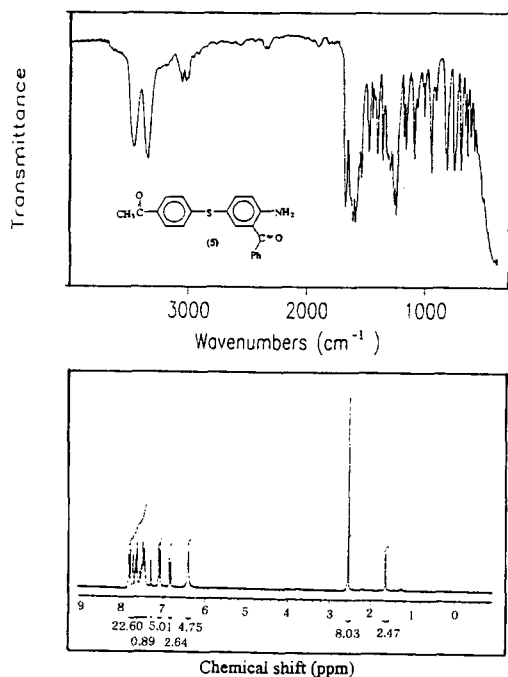 Transmittance
O
CH₃C
S
NH₂
(5)
C=O
Ph
3000 2000 1000
Wavenumbers (cm⁻¹)
9 8 7 6 5 4 3 2 1 0
22.60 5.01 4.75 8.03 2.47
0.89 2.64
Chemical shift (ppm)